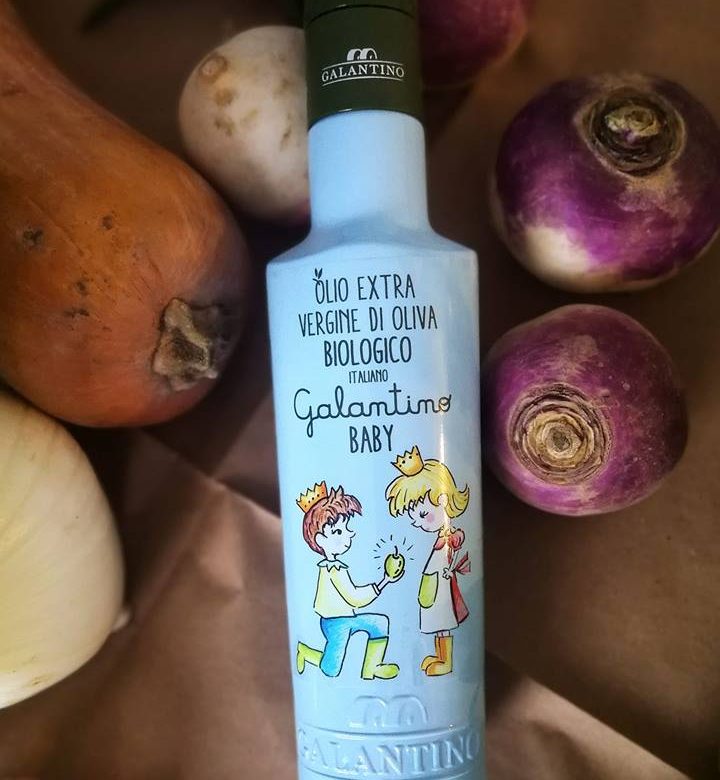 GALANTINO
OLIO EXTRA
VERGINE DI OLIVA
BIOLOGICO
ITALIANO
Galantino
BABY
GALANTINO